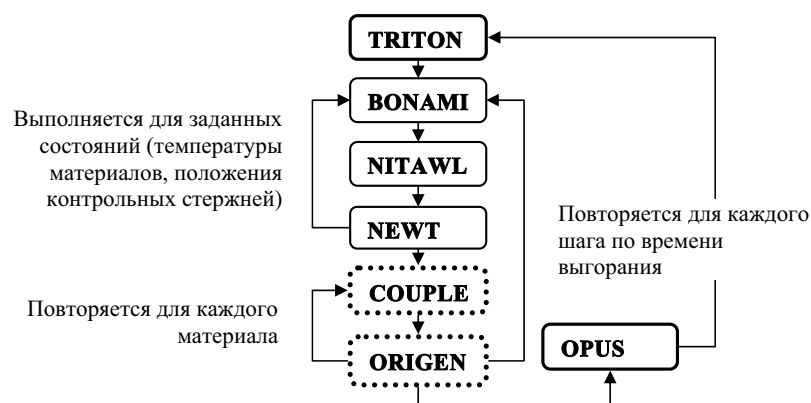 TRITON
BONAMI
Выполняется для заданных
состояний (температуры
материалов, положения
контрольных стержней)
NITAWL
NEWT
Повторяется для каждого
шага по времени
выгорания
COUPLE
Повторяется для каждого
материала
ORIGEN
OPUS